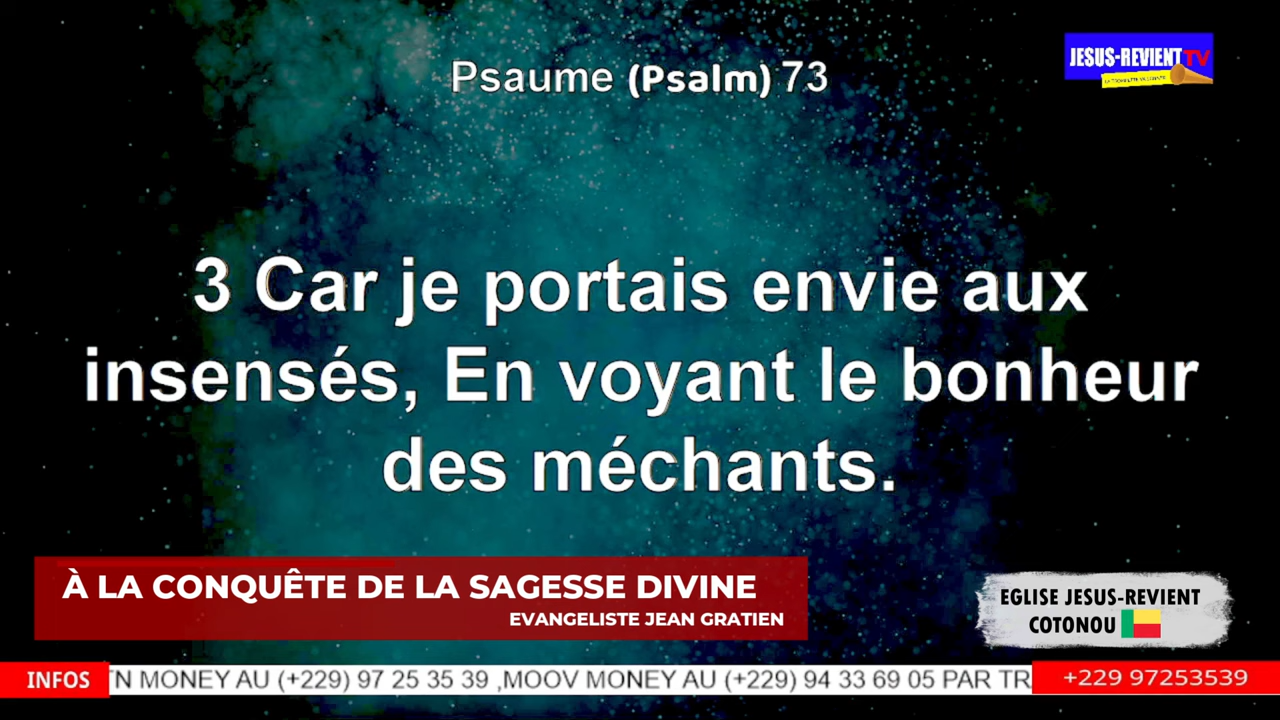 Psaume (Psalm) 73
JESUS-REVIENT TV
3 Car je portais envie aux
insensés, En voyant le bonheur
des méchants.
À LA CONQUÊTE DE LA SAGESSE DIVINE
EVANGELISTE JEAN GRATIEN
EGLISE JESUS-REVIENT
COTONOU
INFOS
MONEY AU (+229) 97 25 35 39 ,MOOV MONEY AU (+229) 94 33 69 05 PAR TR
+229 97253539